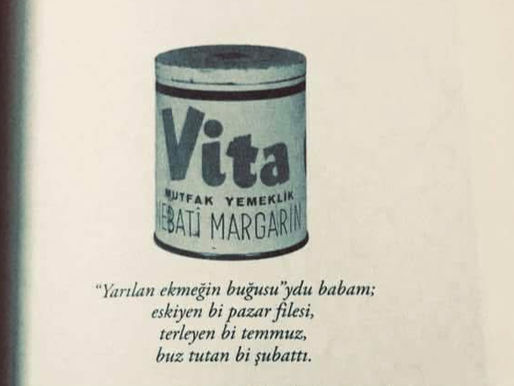 Vita
MUTFAK YEMEKLİK
NEBATİ MARGARİN
“Yarılan ekmeğin buğusu”ydu babam;
eskiyen bi pazar filesi,
terleyen bi temmuz,
buz tutan bi şubattı.